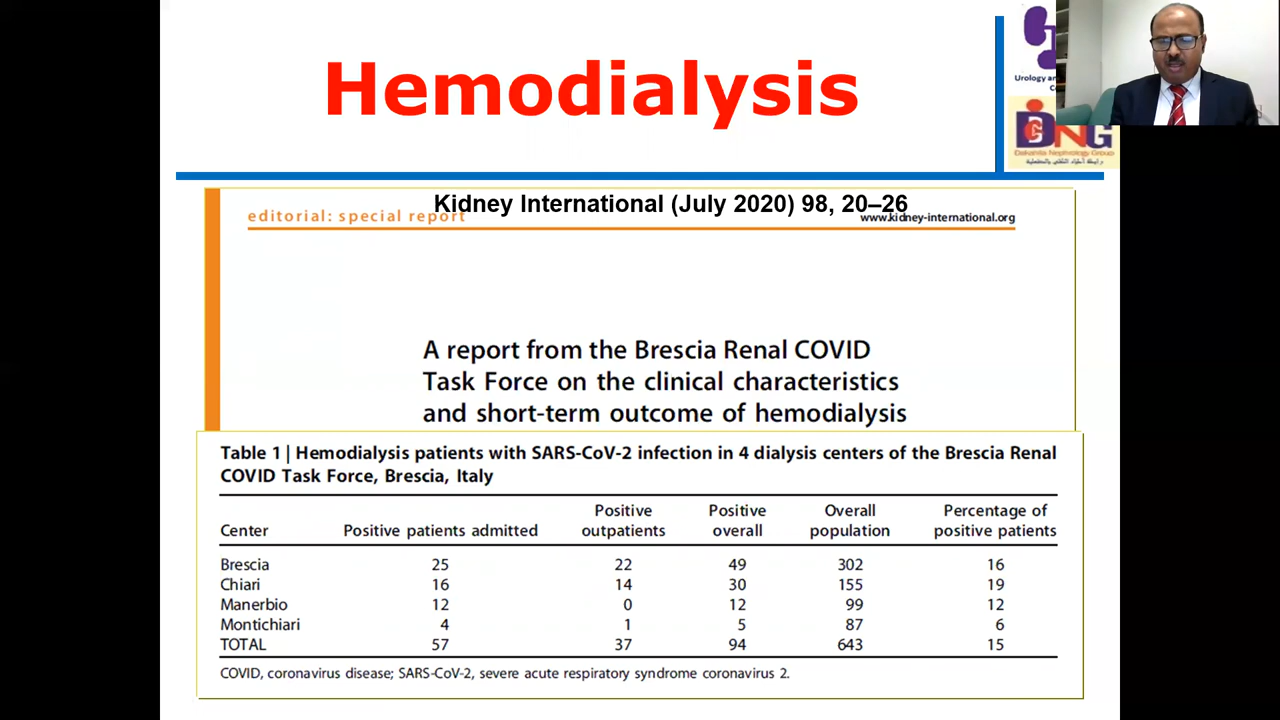 Hemodialysis
Urology an
Ce
DNG
Dakahlia Nephrology Group
Kidney International (July 2020) 98, 20–26
editorial: special report
www.kidney-international.org
A report from the Brescia Renal COVID
Task Force on the clinical characteristics
and short-term outcome of hemodialysis
Table 1 | Hemodialysis patients with SARS-CoV-2 infection in 4 dialysis centers of the Brescia Renal
COVID Task Force, Brescia, Italy
Center Positive patients admitted Positive outpatients Positive overall Overall population Percentage of positive patients
Brescia 25 22 49 302 16
Chiari 16 14 30 155 19
Manerbio 12 0 12 99 12
Montichiari 4 1 5 87 6
TOTAL 57 37 94 643 15
COVID, coronavirus disease; SARS-CoV-2, severe acute respiratory syndrome coronavirus 2.